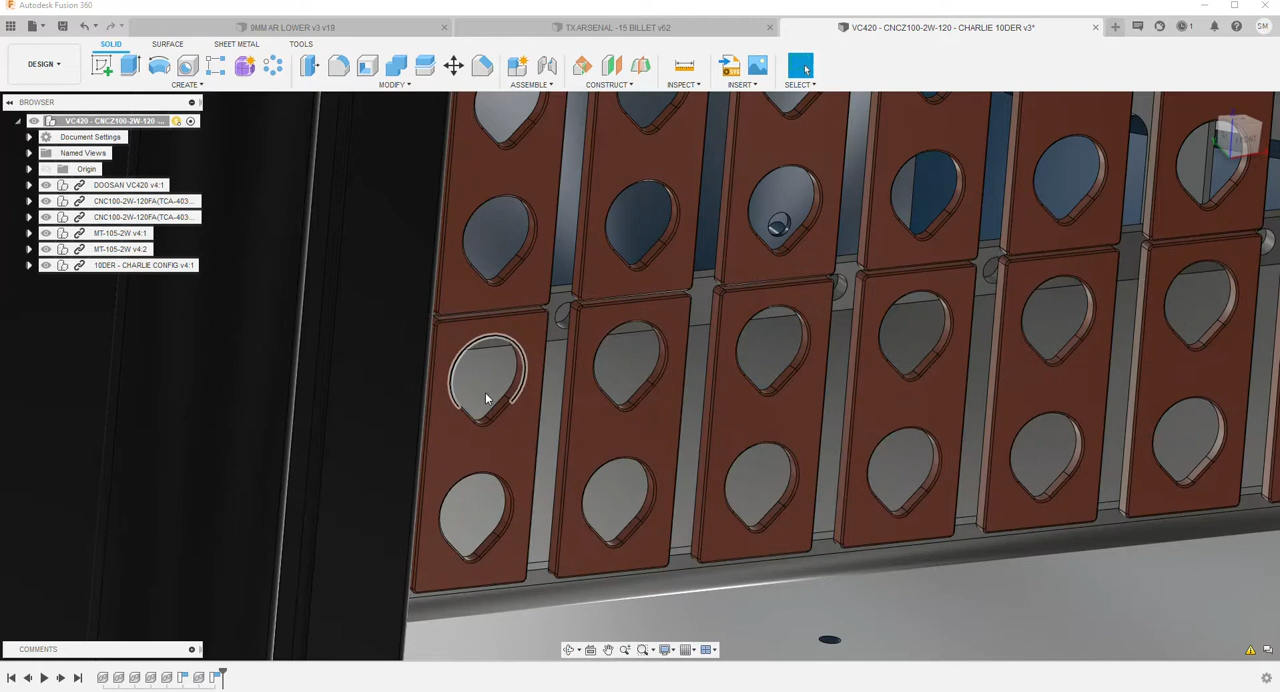 Autodesk Fusion 360
9MM AR LOWER v3 v19
TX ARSENAL -15 BILLET v62
VC420 - CNCZ100-2W-120 - CHARLIE 10DER v3*
SM
SOLID
SURFACE
SHEET METAL
TOOLS
DESIGN
CREATE
MODIFY
ASSEMBLE
CONSTRUCT
INSPECT
INSERT
SELECT
BROWSER
VC420 - CNCZ100-2W-120 -...
Document Settings
Named Views
Origin
DOOSAN VC420 v4:1
CNC100-2W-120FA(TCA-403...
CNC100-2W-120FA(TCA-403...
MT-105-2W v4:1
MT-105-2W v4:2
10DER - CHARLIE CONFIG v4:1
FRONT
COMMENTS